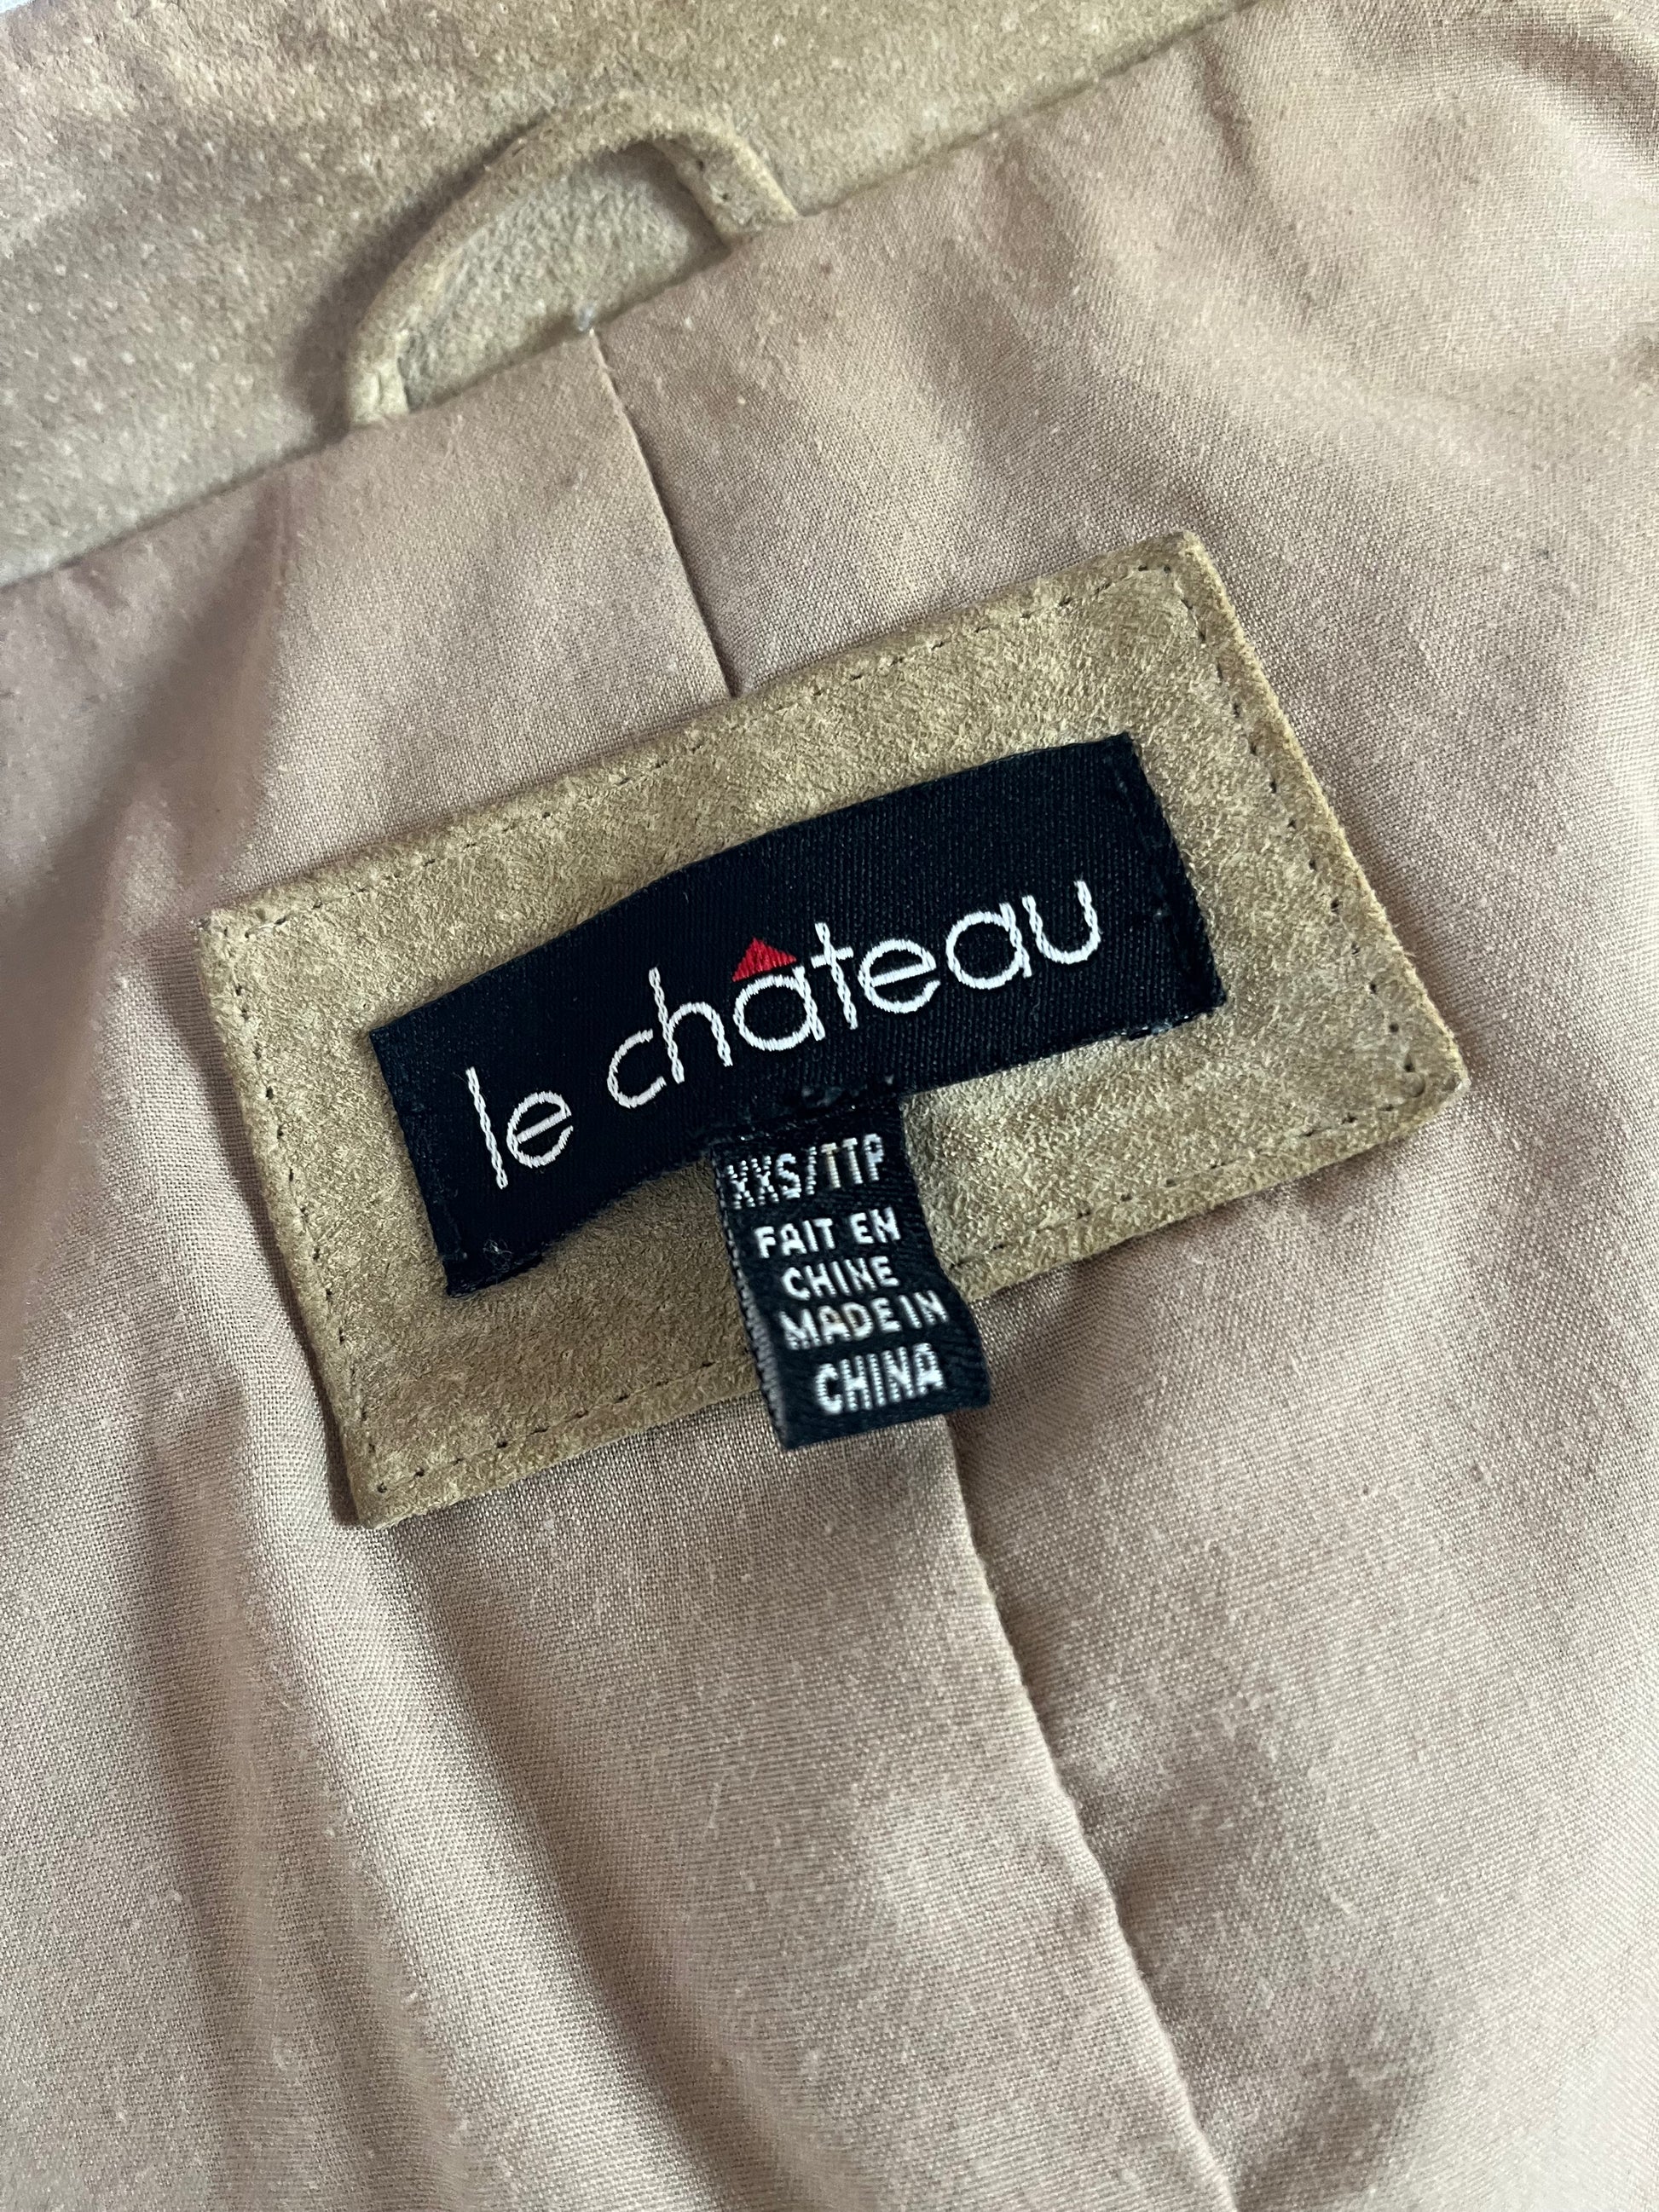 le château
XXS/TTP
FAIT EN
CHINE
MADE IN
CHINA